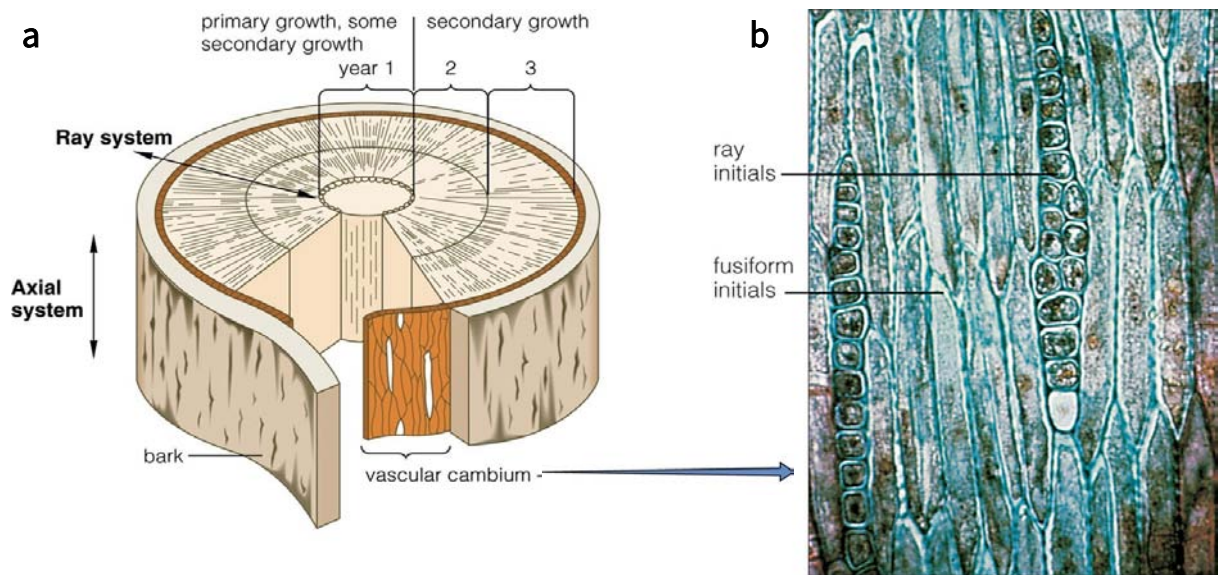 a
primary growth, some
secondary growth
secondary growth
year 1
2
3
Ray system
Axial
system
bark
vascular cambium -
b
ray
initials
fusiform
initials